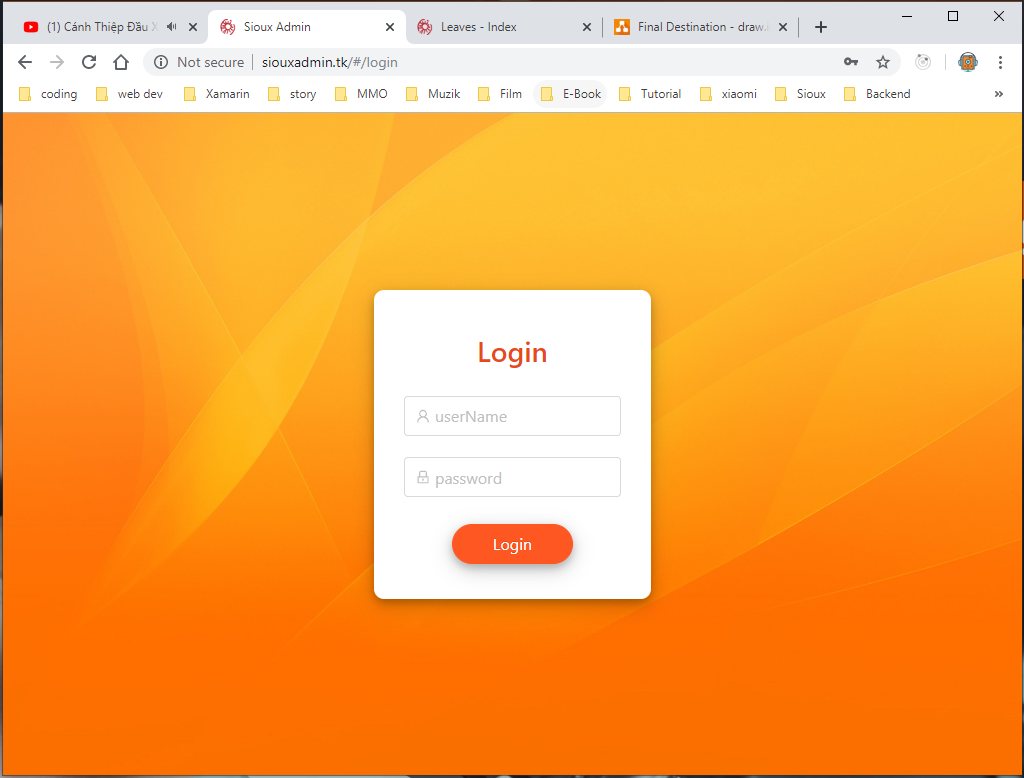 (1) Cánh Thiệp Đầu X
Sioux Admin
Leaves - Index
Final Destination - draw.i
Not secure siouxadmin.tk/#/login
coding web dev Xamarin story MMO Muzik Film E-Book Tutorial xiaomi Sioux Backend »
Login
userName
password
Login